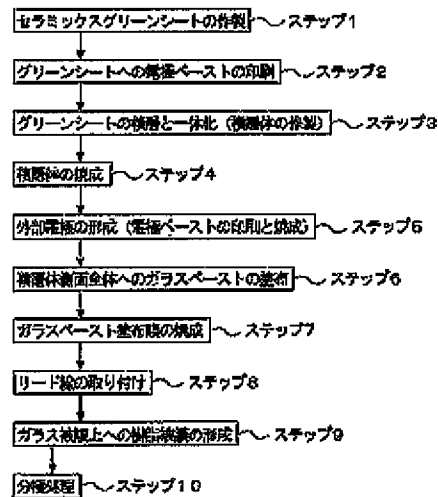 セラミックスグリーンシートの作製 ステップ1
グリーンシートへの電極ペーストの印刷 ステップ2
グリーンシートの積層と一体化（積層体の作製） ステップ3
積層体の焼成 ステップ4
外部電極の形成（電極ペーストの印刷と焼成） ステップ5
積層体側面全体へのガラスペーストの塗布 ステップ6
ガラスペースト塗布膜の焼成 ステップ7
リード線の取り付け ステップ8
ガラス被膜上への樹脂被膜の形成 ステップ9
分極処理 ステップ10